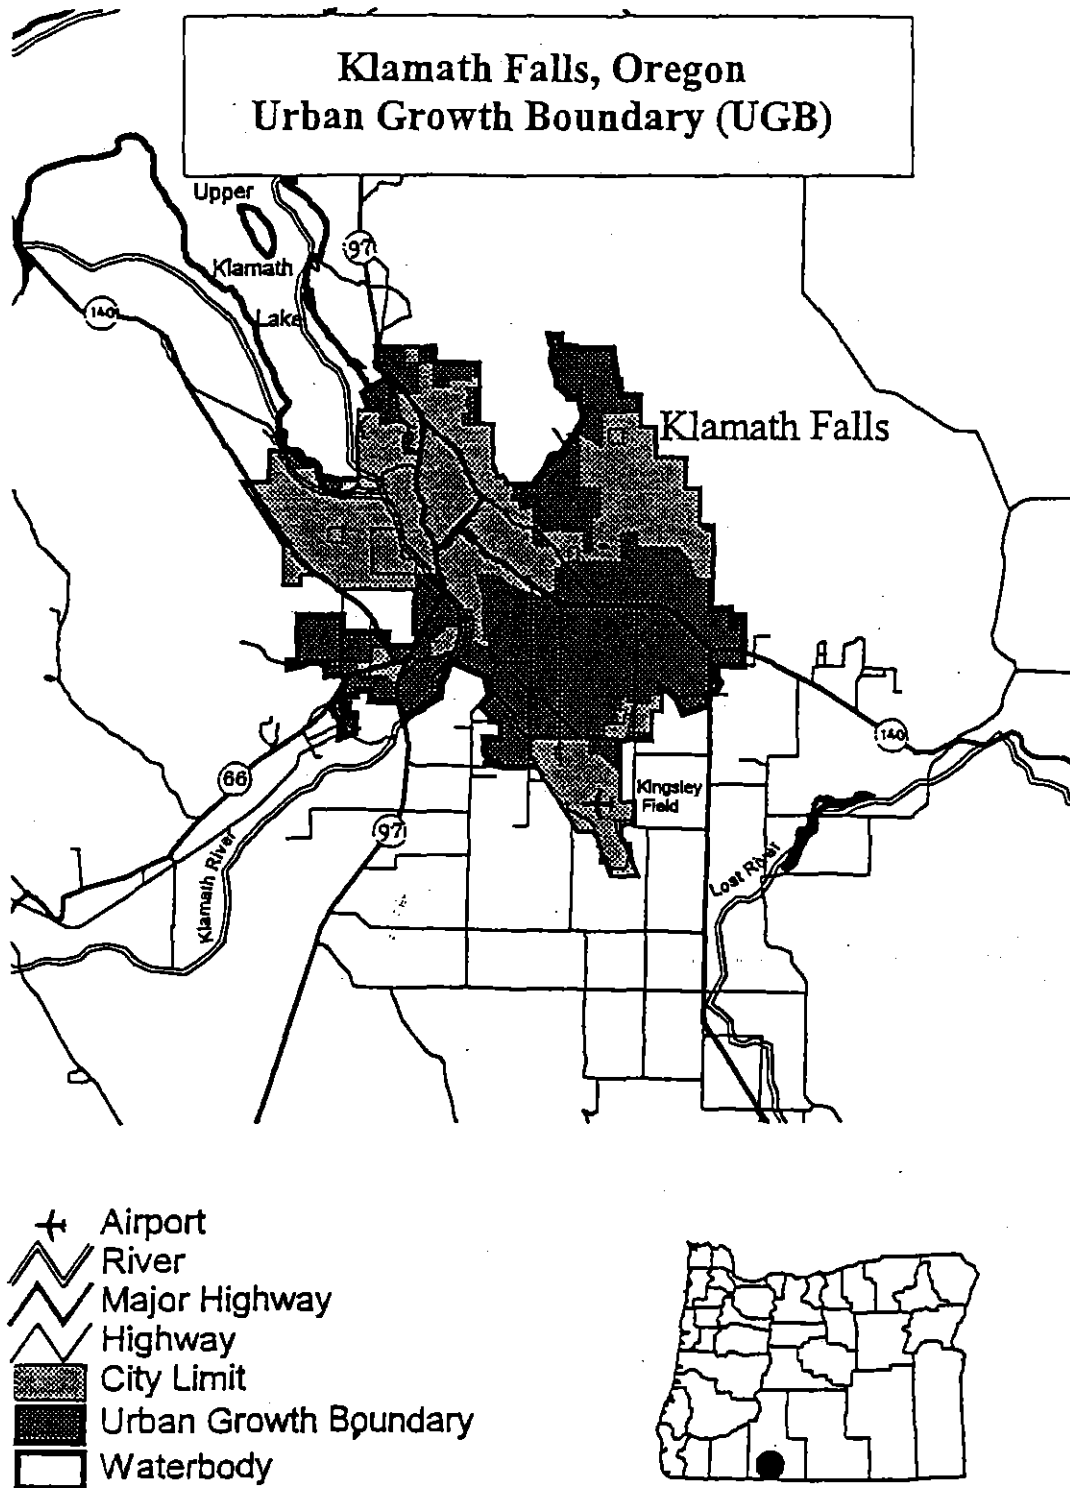 Klamath Falls, Oregon
Urban Growth Boundary (UGB)
Upper
Klamath
Lake
97
140
Klamath Falls
140
66
97
Kingsley
Field
Klamath River
Lost River
Airport
River
Major Highway
Highway
City Limit
Urban Growth Boundary
Waterbody